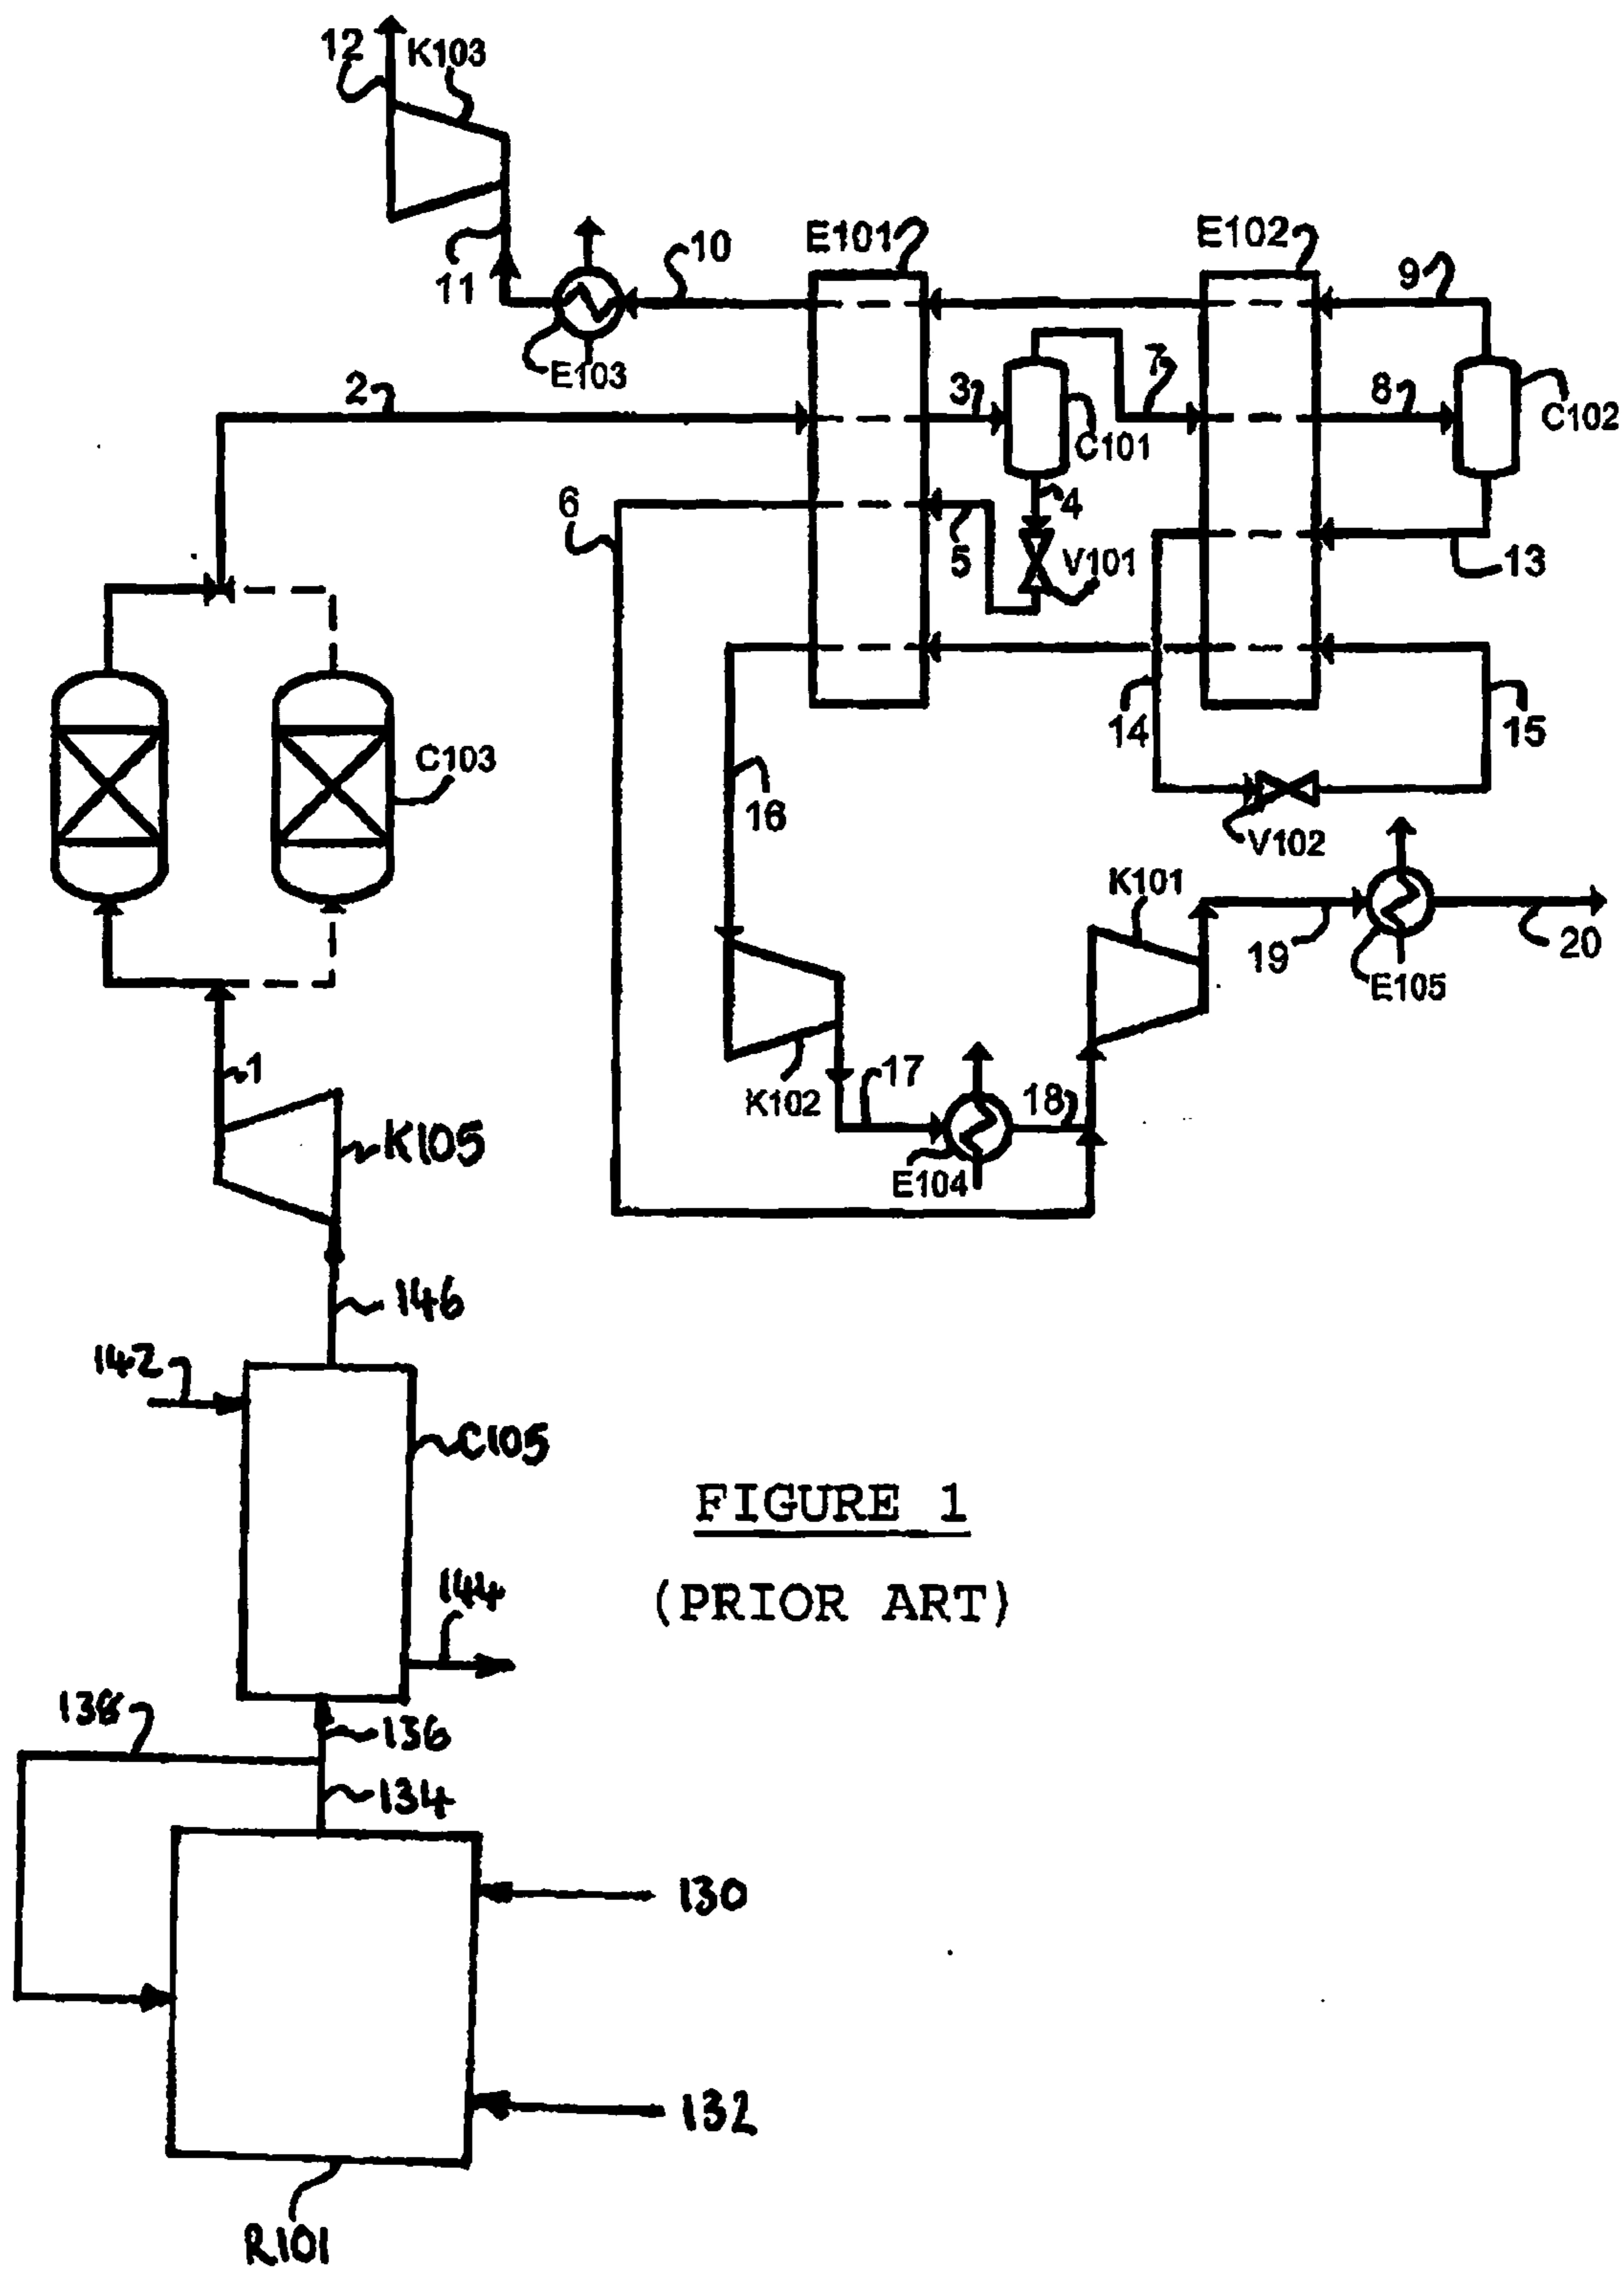 12
K103
11
10
E101
E102
9
E103
2
3
7
8
C101
C102
6
4
5
V101
13
14
15
C103
16
V102
K101
19
20
E105
1
K102
17
18
E104
K105
146
142
C105
FIGURE 1
144
(PRIOR ART)
138
136
134
130
132
R101